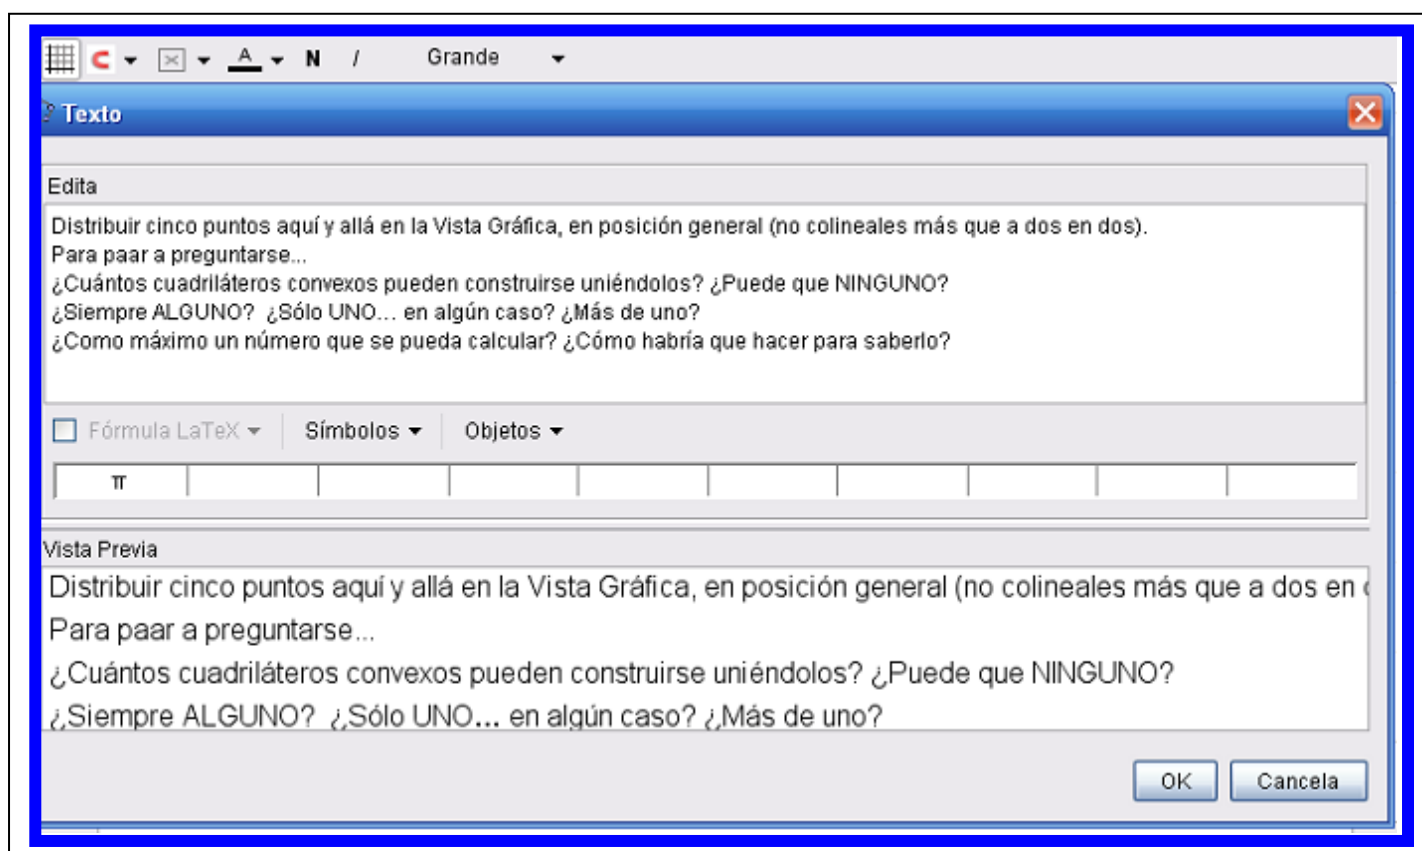 A N I Grande
Texto
Edita
Distribuir cinco puntos aquí y allá en la Vista Gráfica, en posición general (no colineales más que a dos en dos).
Para paar a preguntarse...
¿Cuántos cuadriláteros convexos pueden construirse uniéndolos? ¿Puede que NINGUNO?
¿Siempre ALGUNO? ¿Sólo UNO... en algún caso? ¿Más de uno?
¿Como máximo un número que se pueda calcular? ¿Cómo habría que hacer para saberlo?
Fórmula LaTeX Símbolos Objetos
π
Vista Previa
Distribuir cinco puntos aquí y allá en la Vista Gráfica, en posición general (no colineales más que a dos en
Para paar a preguntarse...
¿Cuántos cuadriláteros convexos pueden construirse uniéndolos? ¿Puede que NINGUNO?
¿Siempre ALGUNO? ¿Sólo UNO... en algún caso? ¿Más de uno?
OK Cancela